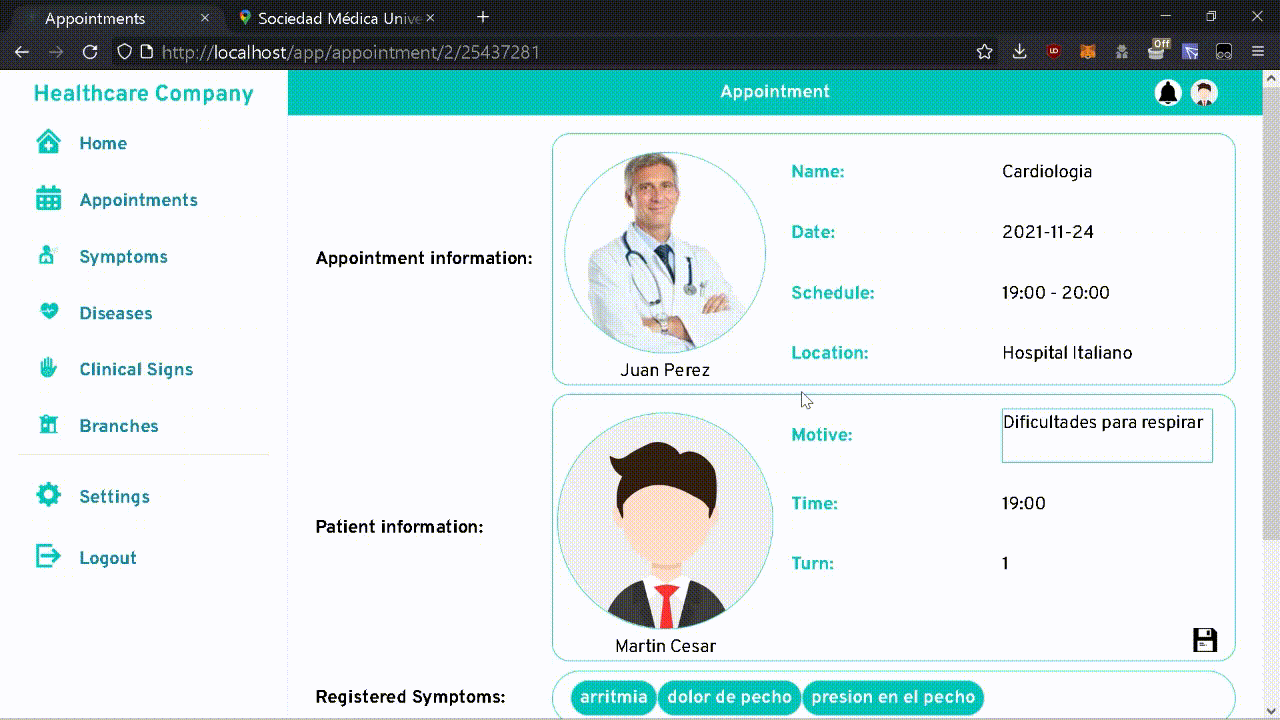 Appointments
Sociedad Médica Unive
http://localhost/app/appointment/2/25437281
Off
Healthcare Company
Appointment
Home
Appointments
Symptoms
Diseases
Clinical Signs
Branches
Settings
Logout
Appointment information:
Juan Perez
Name: Cardiologia
Date: 2021-11-24
Schedule: 19:00 - 20:00
Location: Hospital Italiano
Patient information:
Martin Cesar
Motive: Dificultades para respirar
Time: 19:00
Turn: 1
Registered Symptoms: arritmia dolor de pecho presion en el pecho